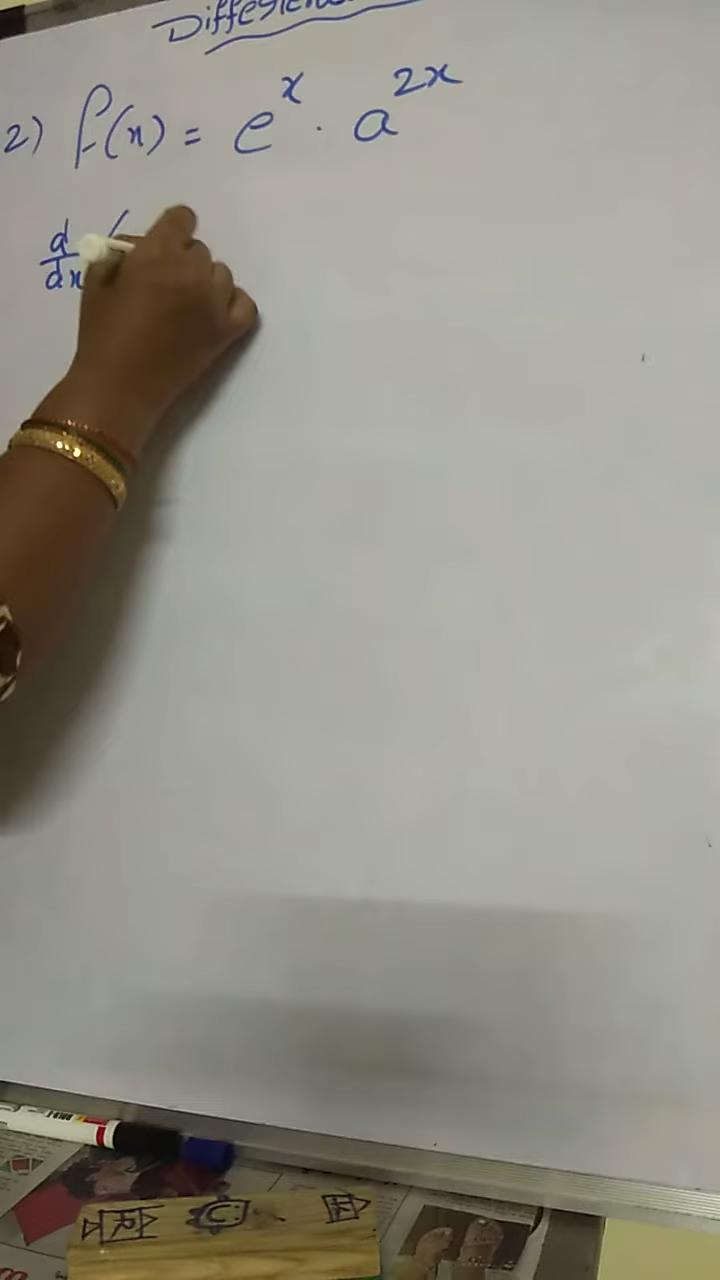 2) f(x) = e^x · a^{2x}
d/dx (